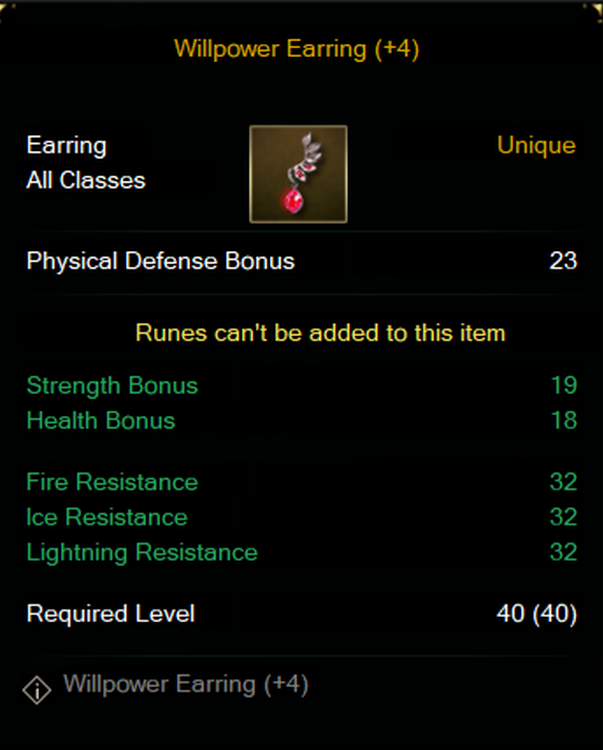 Willpower Earring (+4)
Earring
Unique
All Classes
Physical Defense Bonus 23
Runes can't be added to this item
Strength Bonus 19
Health Bonus 18
Fire Resistance 32
Ice Resistance 32
Lightning Resistance 32
Required Level 40 (40)
Willpower Earring (+4)